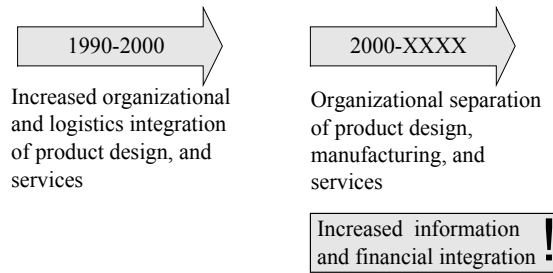 1990-2000
Increased organizational
and logistics integration
of product design, and
services
2000-XXXX
Organizational separation
of product design,
manufacturing, and
services
Increased information
and financial integration !